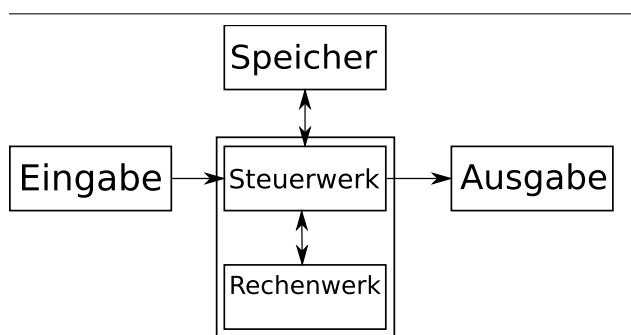 Speicher
Eingabe
Steuerwerk
Ausgabe
Rechenwerk